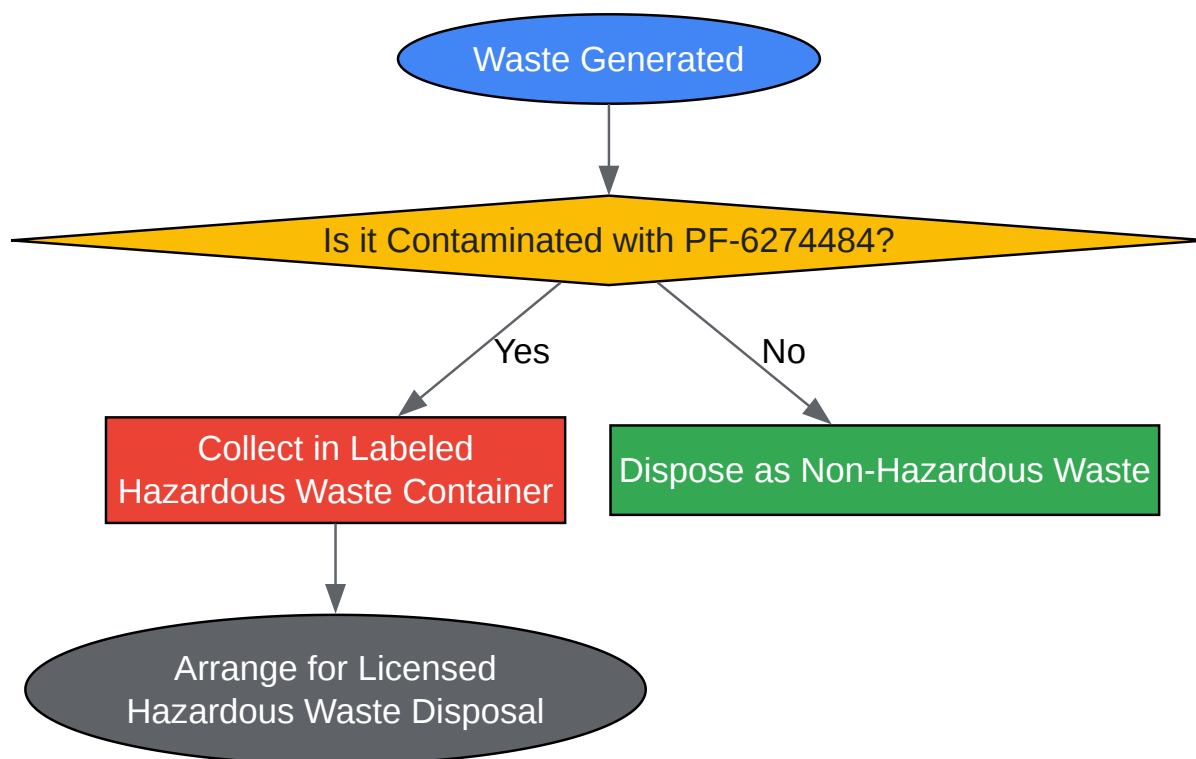 Waste Generated
Is it Contaminated with PF-6274484?
Yes
No
Collect in Labeled
Hazardous Waste Container
Dispose as Non-Hazardous Waste
Arrange for Licensed
Hazardous Waste Disposal